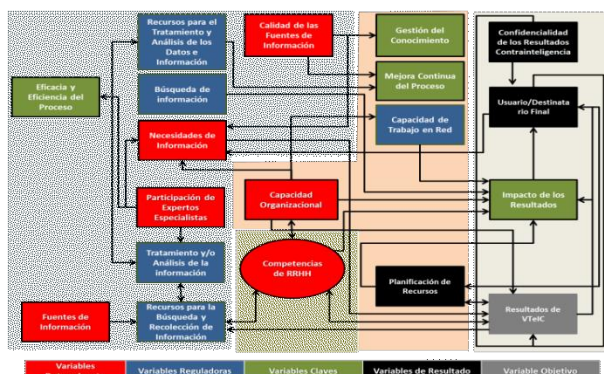 Recursos para el
Tratamiento y
Análisis de los
Datos e
Información
Calidad de las
Fuentes de
Información
Gestión del
Conocimiento
Confidencialidad
de los Resultados
Contrainteligencia
Eficacia y
Eficiencia del
Proceso
Búsqueda de
información
Mejora Continua
del Proceso
Usuario/Destinata
rio Final
Necesidades de
Información
Capacidad de
Trabajo en Red
Participación de
Expertos
Especialistas
Capacidad
Organizacional
Impacto de los
Resultados
Tratamiento y/o
Análisis de la
información
Competencias
de RRHH
Planificación de
Recursos
Fuentes de
Información
Recursos para la
Búsqueda y
Recolección de
Información
Resultados de
VTeIC
Variables
Variables Reguladoras
Variables Claves
Variables de Resultado
Variable Objetivo